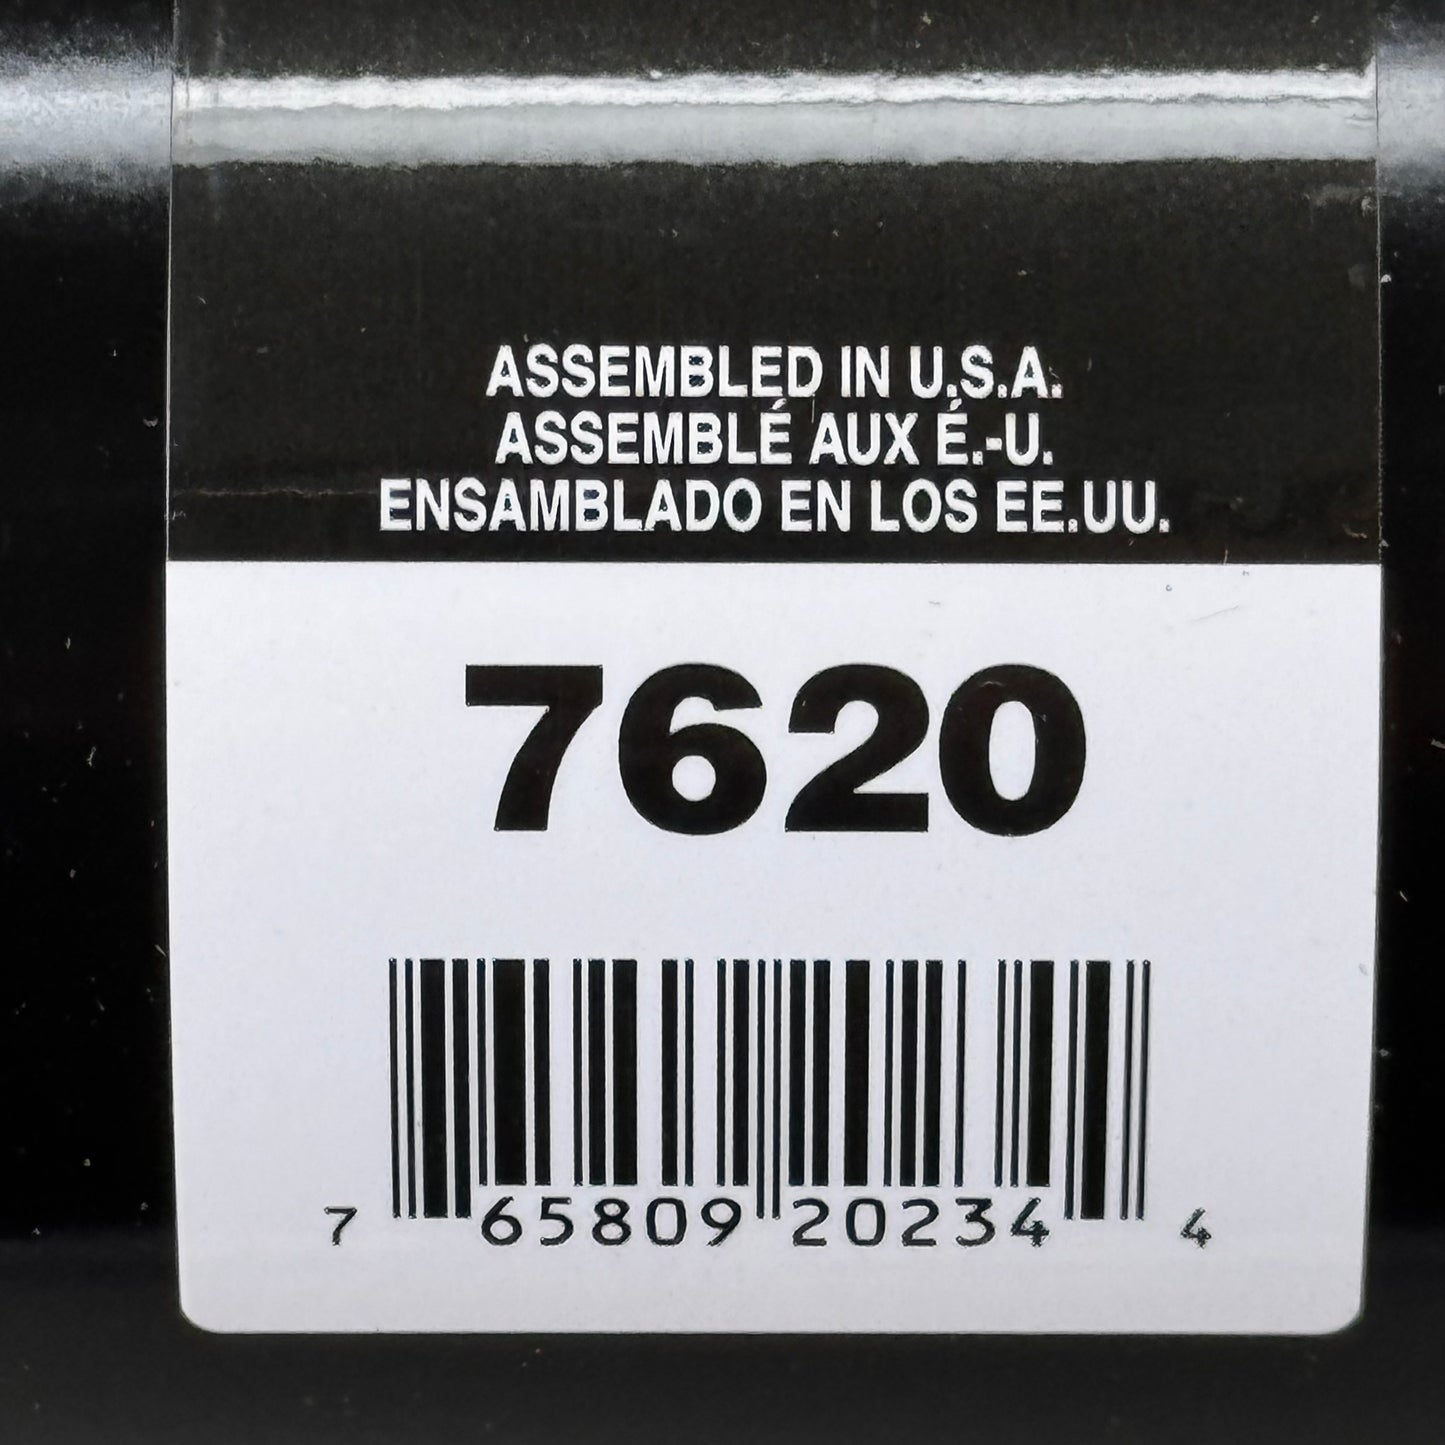 ASSEMBLED IN U.S.A.
ASSEMBLÉ AUX É.-U.
ENSAMBLADO EN LOS EE.UU.
7620
7 65809 20234 4